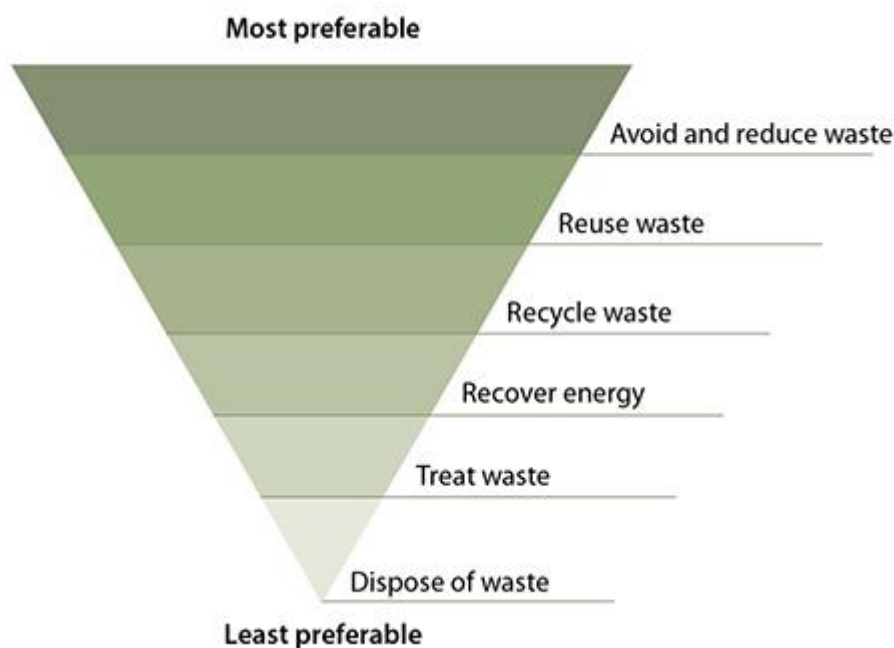 Most preferable
Avoid and reduce waste
Reuse waste
Recycle waste
Recover energy
Treat waste
Dispose of waste
Least preferable